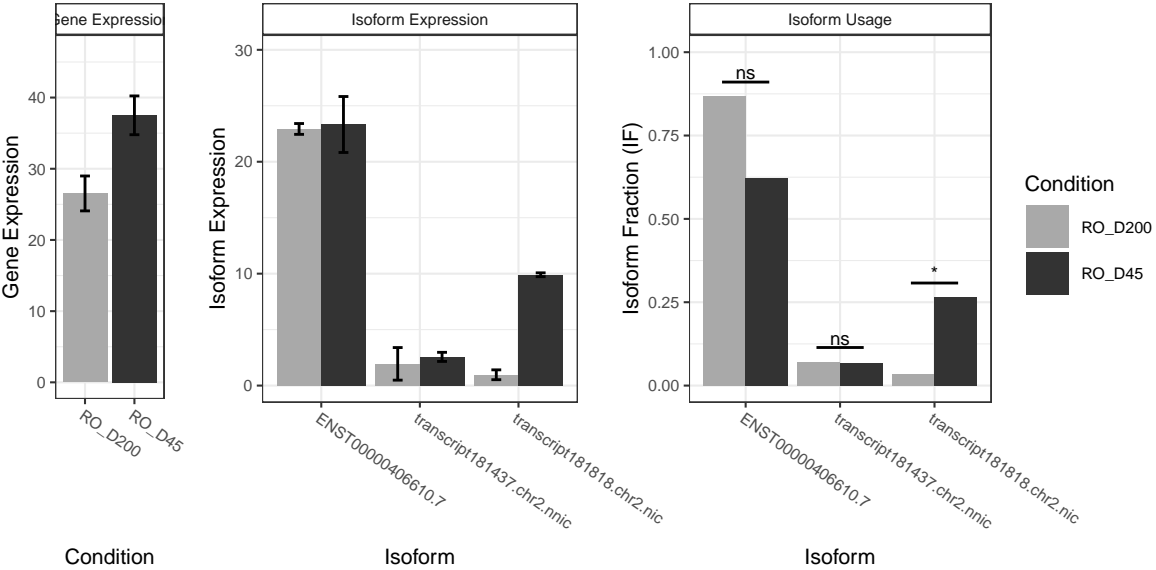 Gene Expression
Gene Expression
40
30
20
10
0
RO_D200
RO_D45
Condition
Isoform Expression
Isoform Expression
30
20
10
0
ENST00000406610.7
transcript181437.chr2.nnic
transcript181818.chr2.nic
Isoform
Isoform Usage
Isoform Fraction (IF)
1.00
0.75
0.50
0.25
0.00
ns
ns
*
ENST00000406610.7
transcript181437.chr2.nnic
transcript181818.chr2.nic
Isoform
Condition
RO_D200
RO_D45